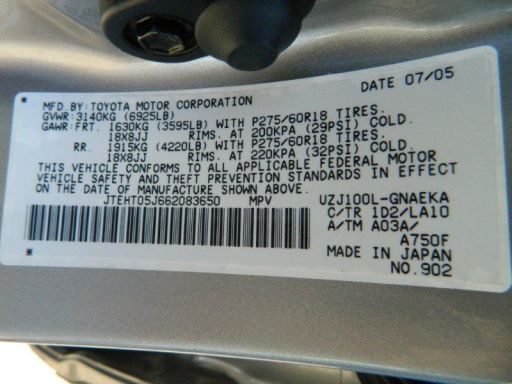 DATE 07/05
MFD. BY: TOYOTA MOTOR CORPORATION
GVWR: 3140KG (6925LB)
GAWR: FRT. 1630KG (3595LB) WITH P275/60R18 TIRES.
18X8JJ RIMS. AT 200KPA (29PSI) COLD.
RR. 1915KG (4220LB) WITH P275/60R18 TIRES.
18X8JJ RIMS. AT 220KPA (32PSI) COLD.
THIS VEHICLE CONFORMS TO ALL APPLICABLE FEDERAL MOTOR
VEHICLE SAFETY AND THEFT PREVENTION STANDARDS IN EFFECT
ON THE DATE OF MANUFACTURE SHOWN ABOVE.
JTEHT05J662083650 MPV UZJ100L-GNAEKA
C/TR 1D2/LA10
A/TM A03A/
A750F
MADE IN JAPAN
NO. 902